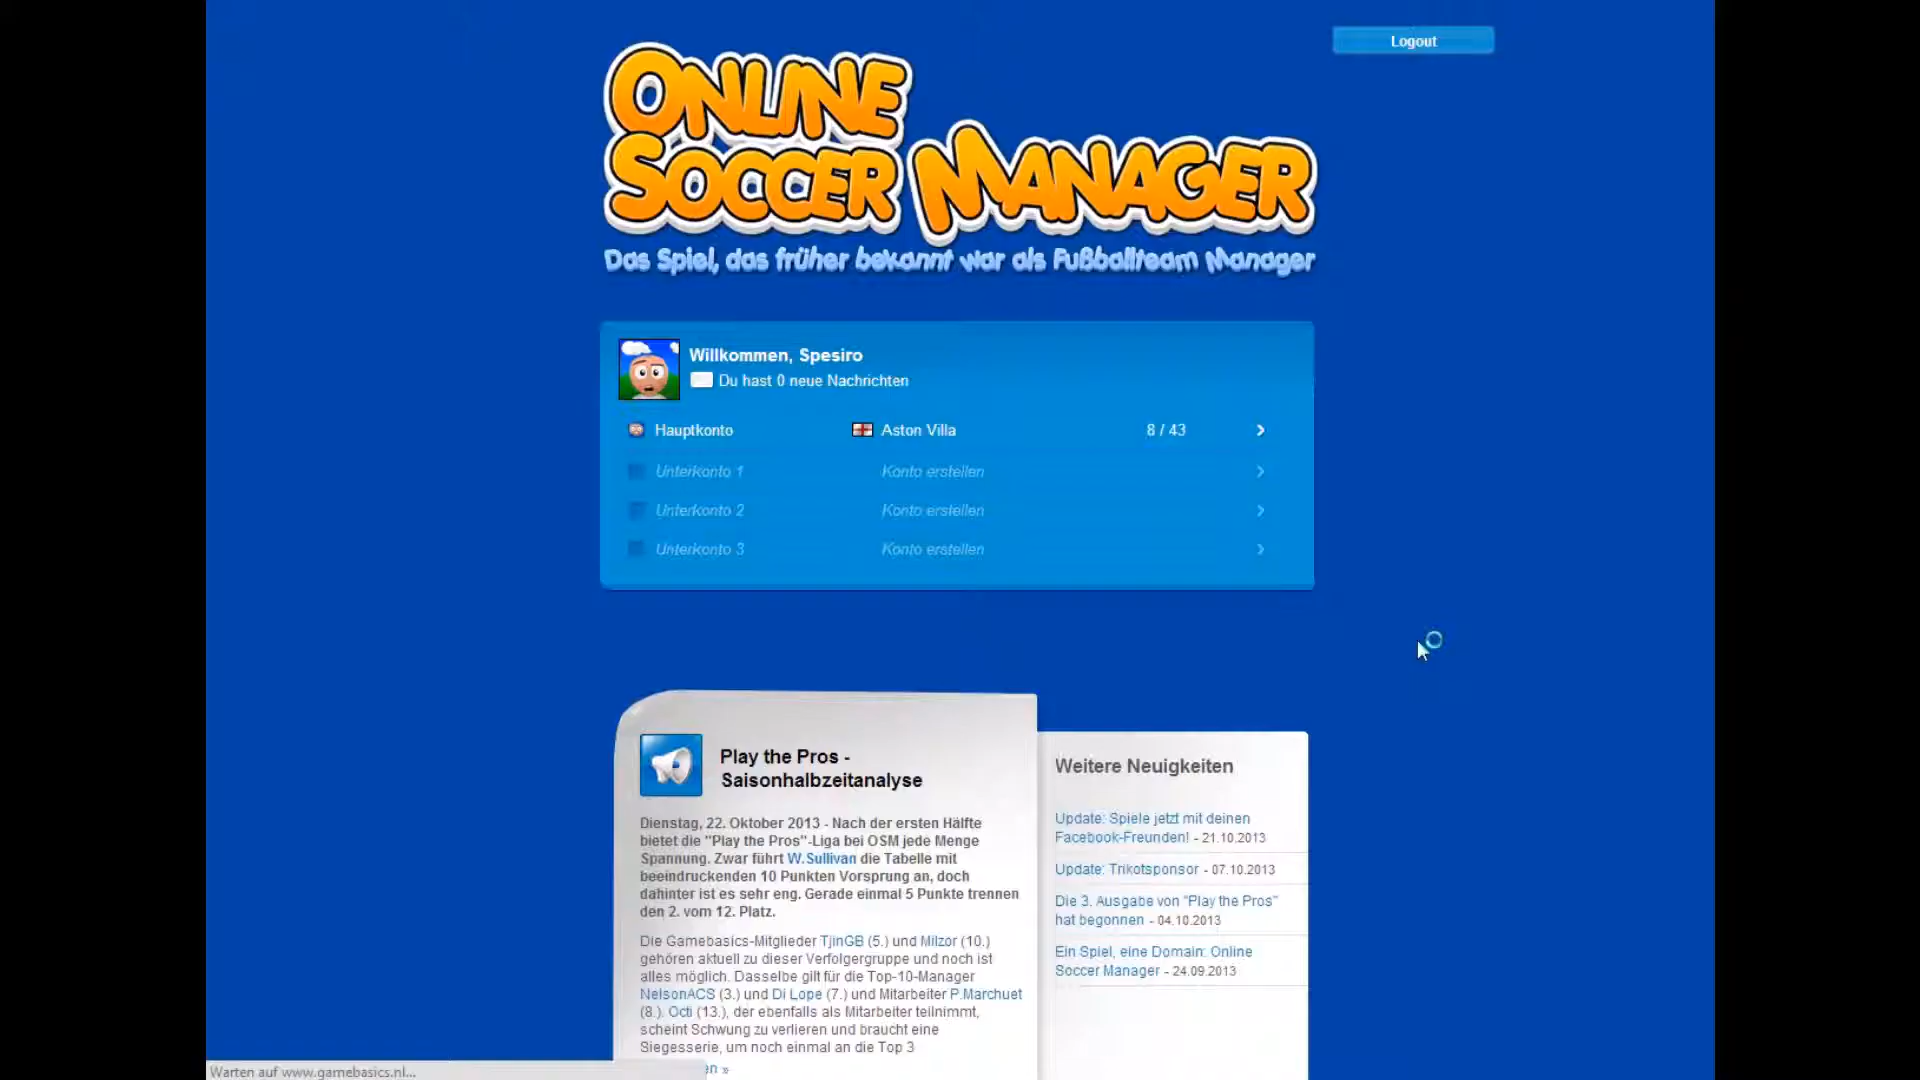 Logout
ONLINE
SOCCER MANAGER
Das Spiel, das früher bekannt war als Fußballteam Manager
Willkommen, Spesiro
Du hast 0 neue Nachrichten
Hauptkonto Aston Villa 8 / 43
Unterkonto 1 Konto erstellen
Unterkonto 2 Konto erstellen
Unterkonto 3 Konto erstellen
Play the Pros -
Saisonhalbzeitanalyse
Dienstag, 22. Oktober 2013 - Nach der ersten Hälfte
bietet die "Play the Pros"-Liga bei OSM jede Menge
Spannung. Zwar führt W.Sullivan die Tabelle mit
beeindruckenden 10 Punkten Vorsprung an, doch
dahinter ist es sehr eng. Gerade einmal 5 Punkte trennen
den 2. vom 12. Platz.
Die Gamebasics-Mitglieder TjinGB (5.) und Milzor (10.)
gehören aktuell zu dieser Verfolgergruppe und noch ist
alles möglich. Dasselbe gilt für die Top-10-Manager
NelsonACS (3.) und Di Lope (7.) und Mitarbeiter P.Marchuet
(8.). Octi (13.), der ebenfalls als Mitarbeiter teilnimmt,
scheint Schwung zu verlieren und braucht eine
Siegesserie, um noch einmal an die Top 3
en »
Weitere Neuigkeiten
Update: Spiele jetzt mit deinen
Facebook-Freunden! - 21.10.2013
Update: Trikotsponsor - 07.10.2013
Die 3. Ausgabe von "Play the Pros"
hat begonnen - 04.10.2013
Ein Spiel, eine Domain: Online
Soccer Manager - 24.09.2013
Warten auf www.gamebasics.nl...